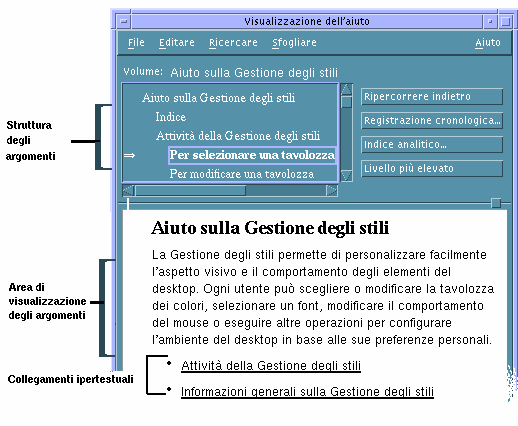 Visualizzazione dell'aiuto
File Editare Ricercare Sfogliare Aiuto
Volume: Aiuto sulla Gestione degli stili
Aiuto sulla Gestione degli stili
Indice
Attività della Gestione degli stili
⇒ Per selezionare una tavolozza
Per modificare una tavolozza
Ripercorrere indietro
Registrazione cronologica...
Indice analitico...
Livello più elevato
Struttura
degli
argomenti
Aiuto sulla Gestione degli stili
La Gestione degli stili permette di personalizzare facilmente
l'aspetto visivo e il comportamento degli elementi del
desktop. Ogni utente può scegliere o modificare la tavolozza
dei colori, selezionare un font, modificare il comportamento
del mouse o eseguire altre operazioni per configurare
l'ambiente del desktop in base alle sue preferenze personali.
Area di
visualizzazione
degli argomenti
Collegamenti ipertestuali
• Attività della Gestione degli stili
• Informazioni generali sulla Gestione degli stili